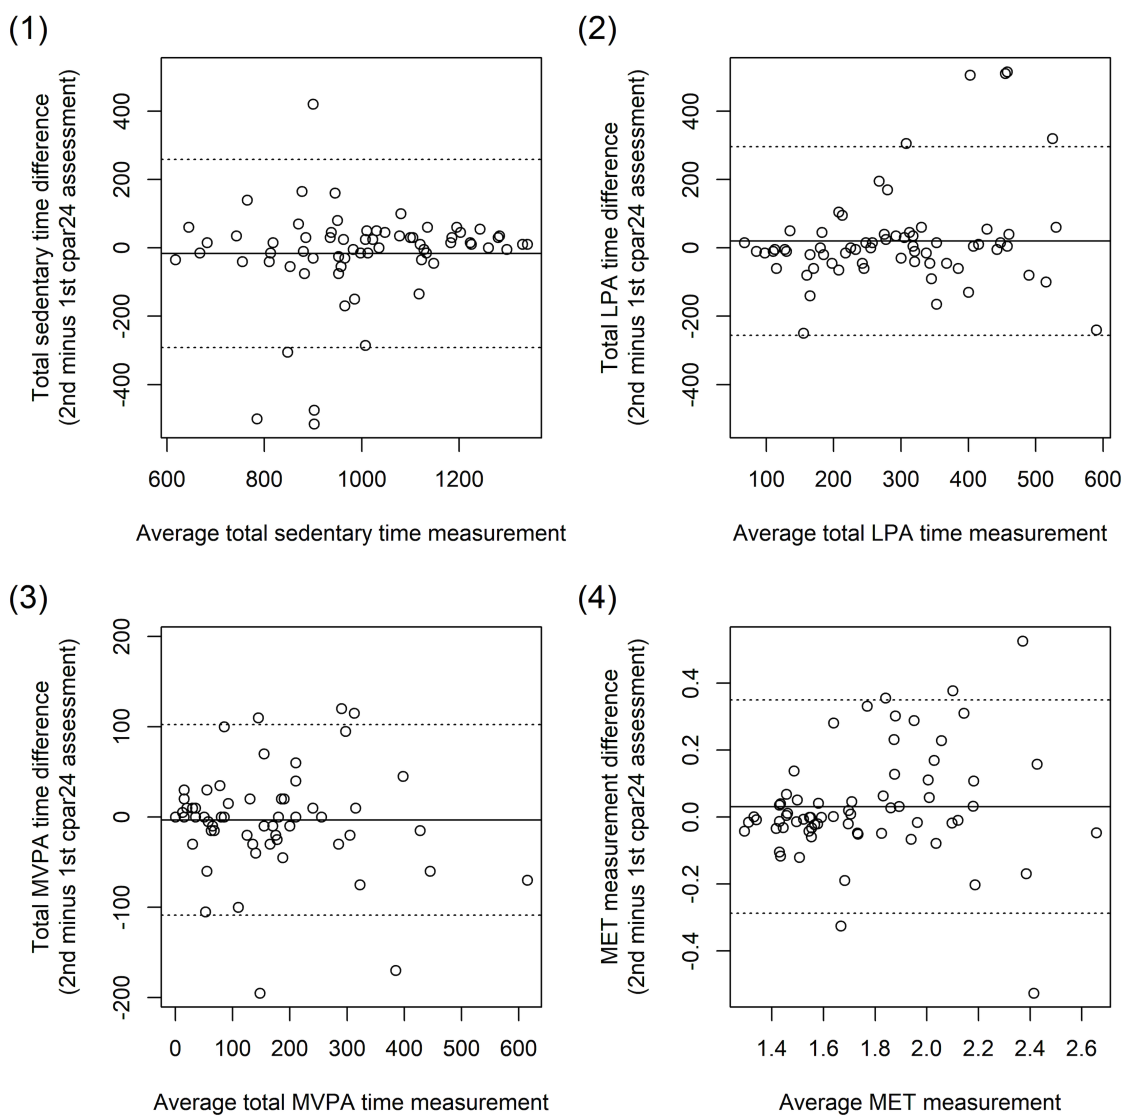 (1)
Total sedentary time difference
(2nd minus 1st cpar24 assessment)
400
200
0
-200
-400
600 800 1000 1200
Average total sedentary time measurement
(2)
Total LPA time difference
(2nd minus 1st cpar24 assessment)
400
200
0
-200
-400
100 200 300 400 500 600
Average total LPA time measurement
(3)
Total MVPA time difference
(2nd minus 1st cpar24 assessment)
200
100
0
-100
-200
0 100 200 300 400 500 600
Average total MVPA time measurement
(4)
MET measurement difference
(2nd minus 1st cpar24 assessment)
0.4
0.2
0.0
-0.2
-0.4
1.4 1.6 1.8 2.0 2.2 2.4 2.6
Average MET measurement